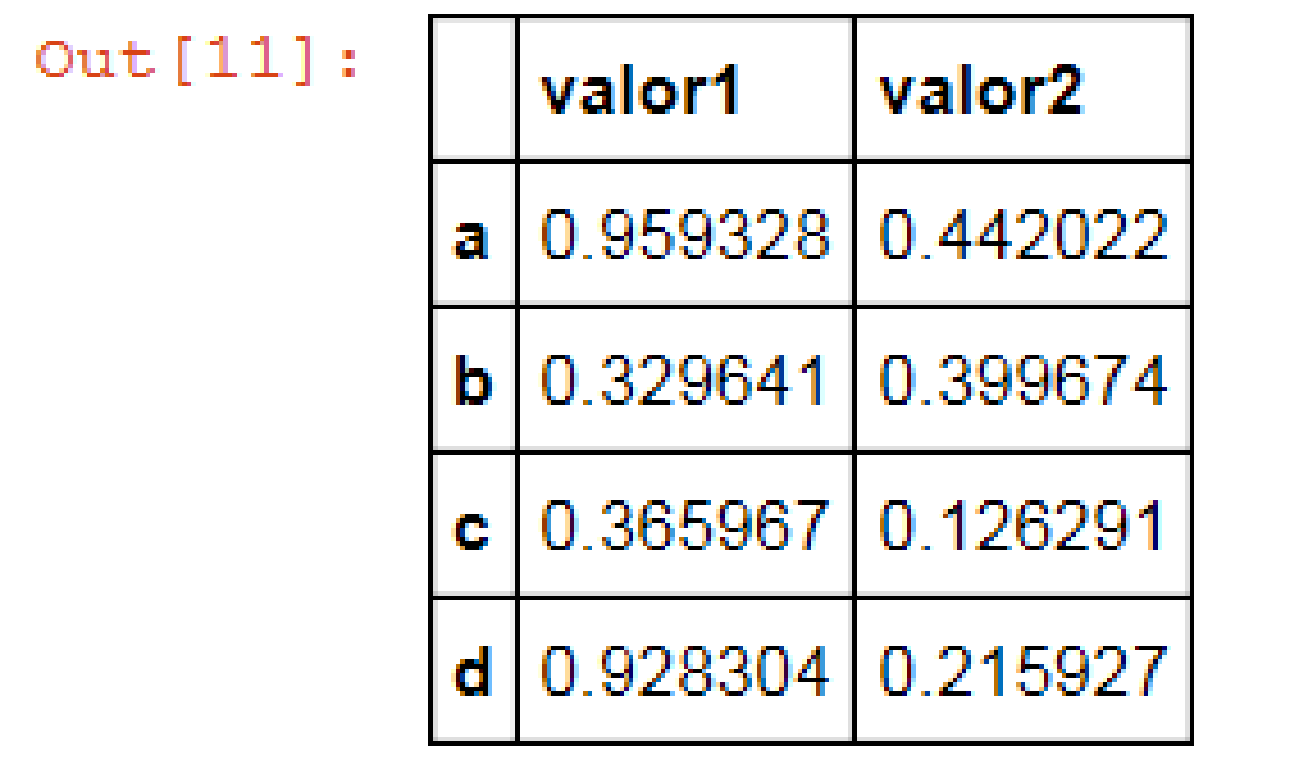 Out[11]:
valor1 valor2
a 0.959328 0.442022
b 0.329641 0.399674
c 0.365967 0.126291
d 0.928304 0.215927